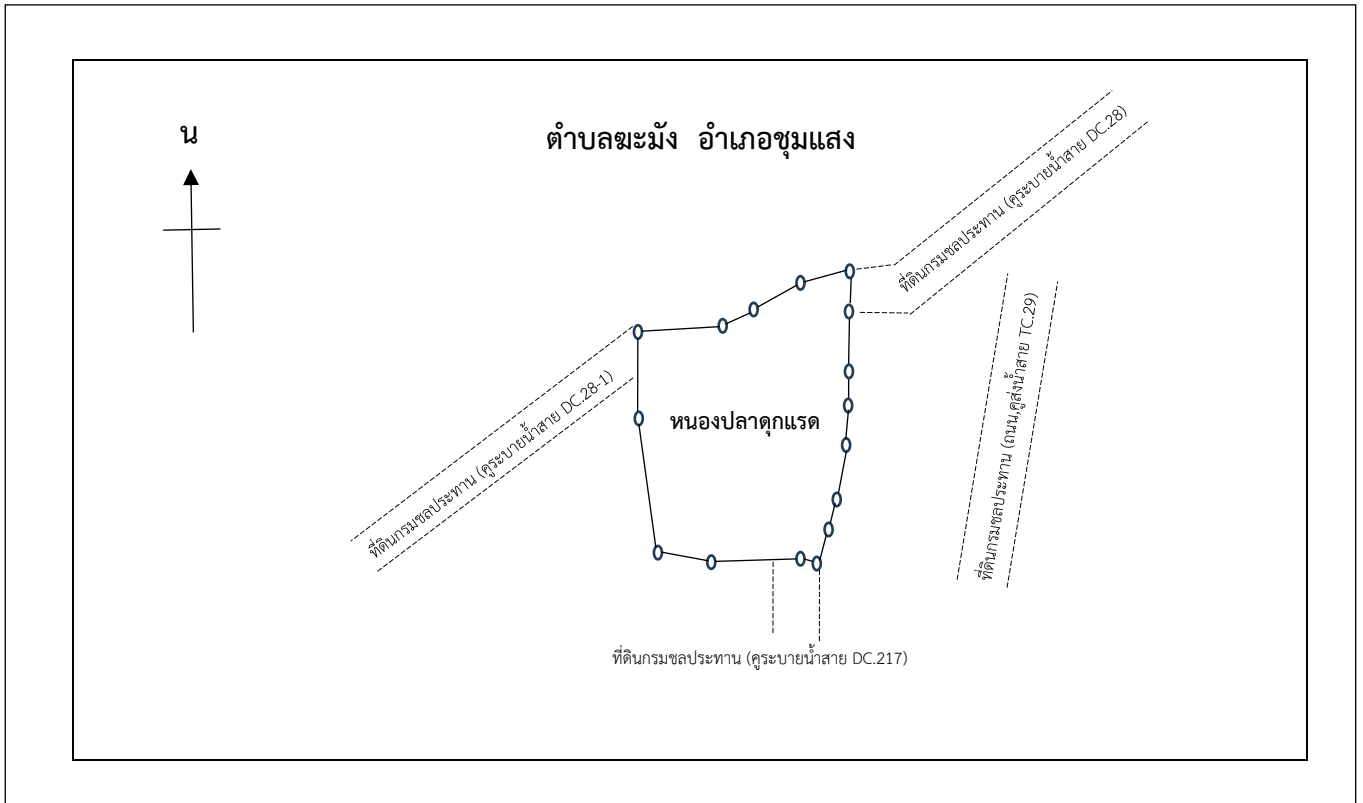 น
ตำบลฆะมัง อำเภอชุมแสง
ที่ดินกรมชลประทาน (คูระบายน้ำสาย DC.28)
ที่ดินกรมชลประทาน (ถนน,คูส่งน้ำสาย TC.29)
ที่ดินกรมชลประทาน (คูระบายน้ำสาย DC.28-1)
หนองปลาดุกแรด
ที่ดินกรมชลประทาน (คูระบายน้ำสาย DC.217)